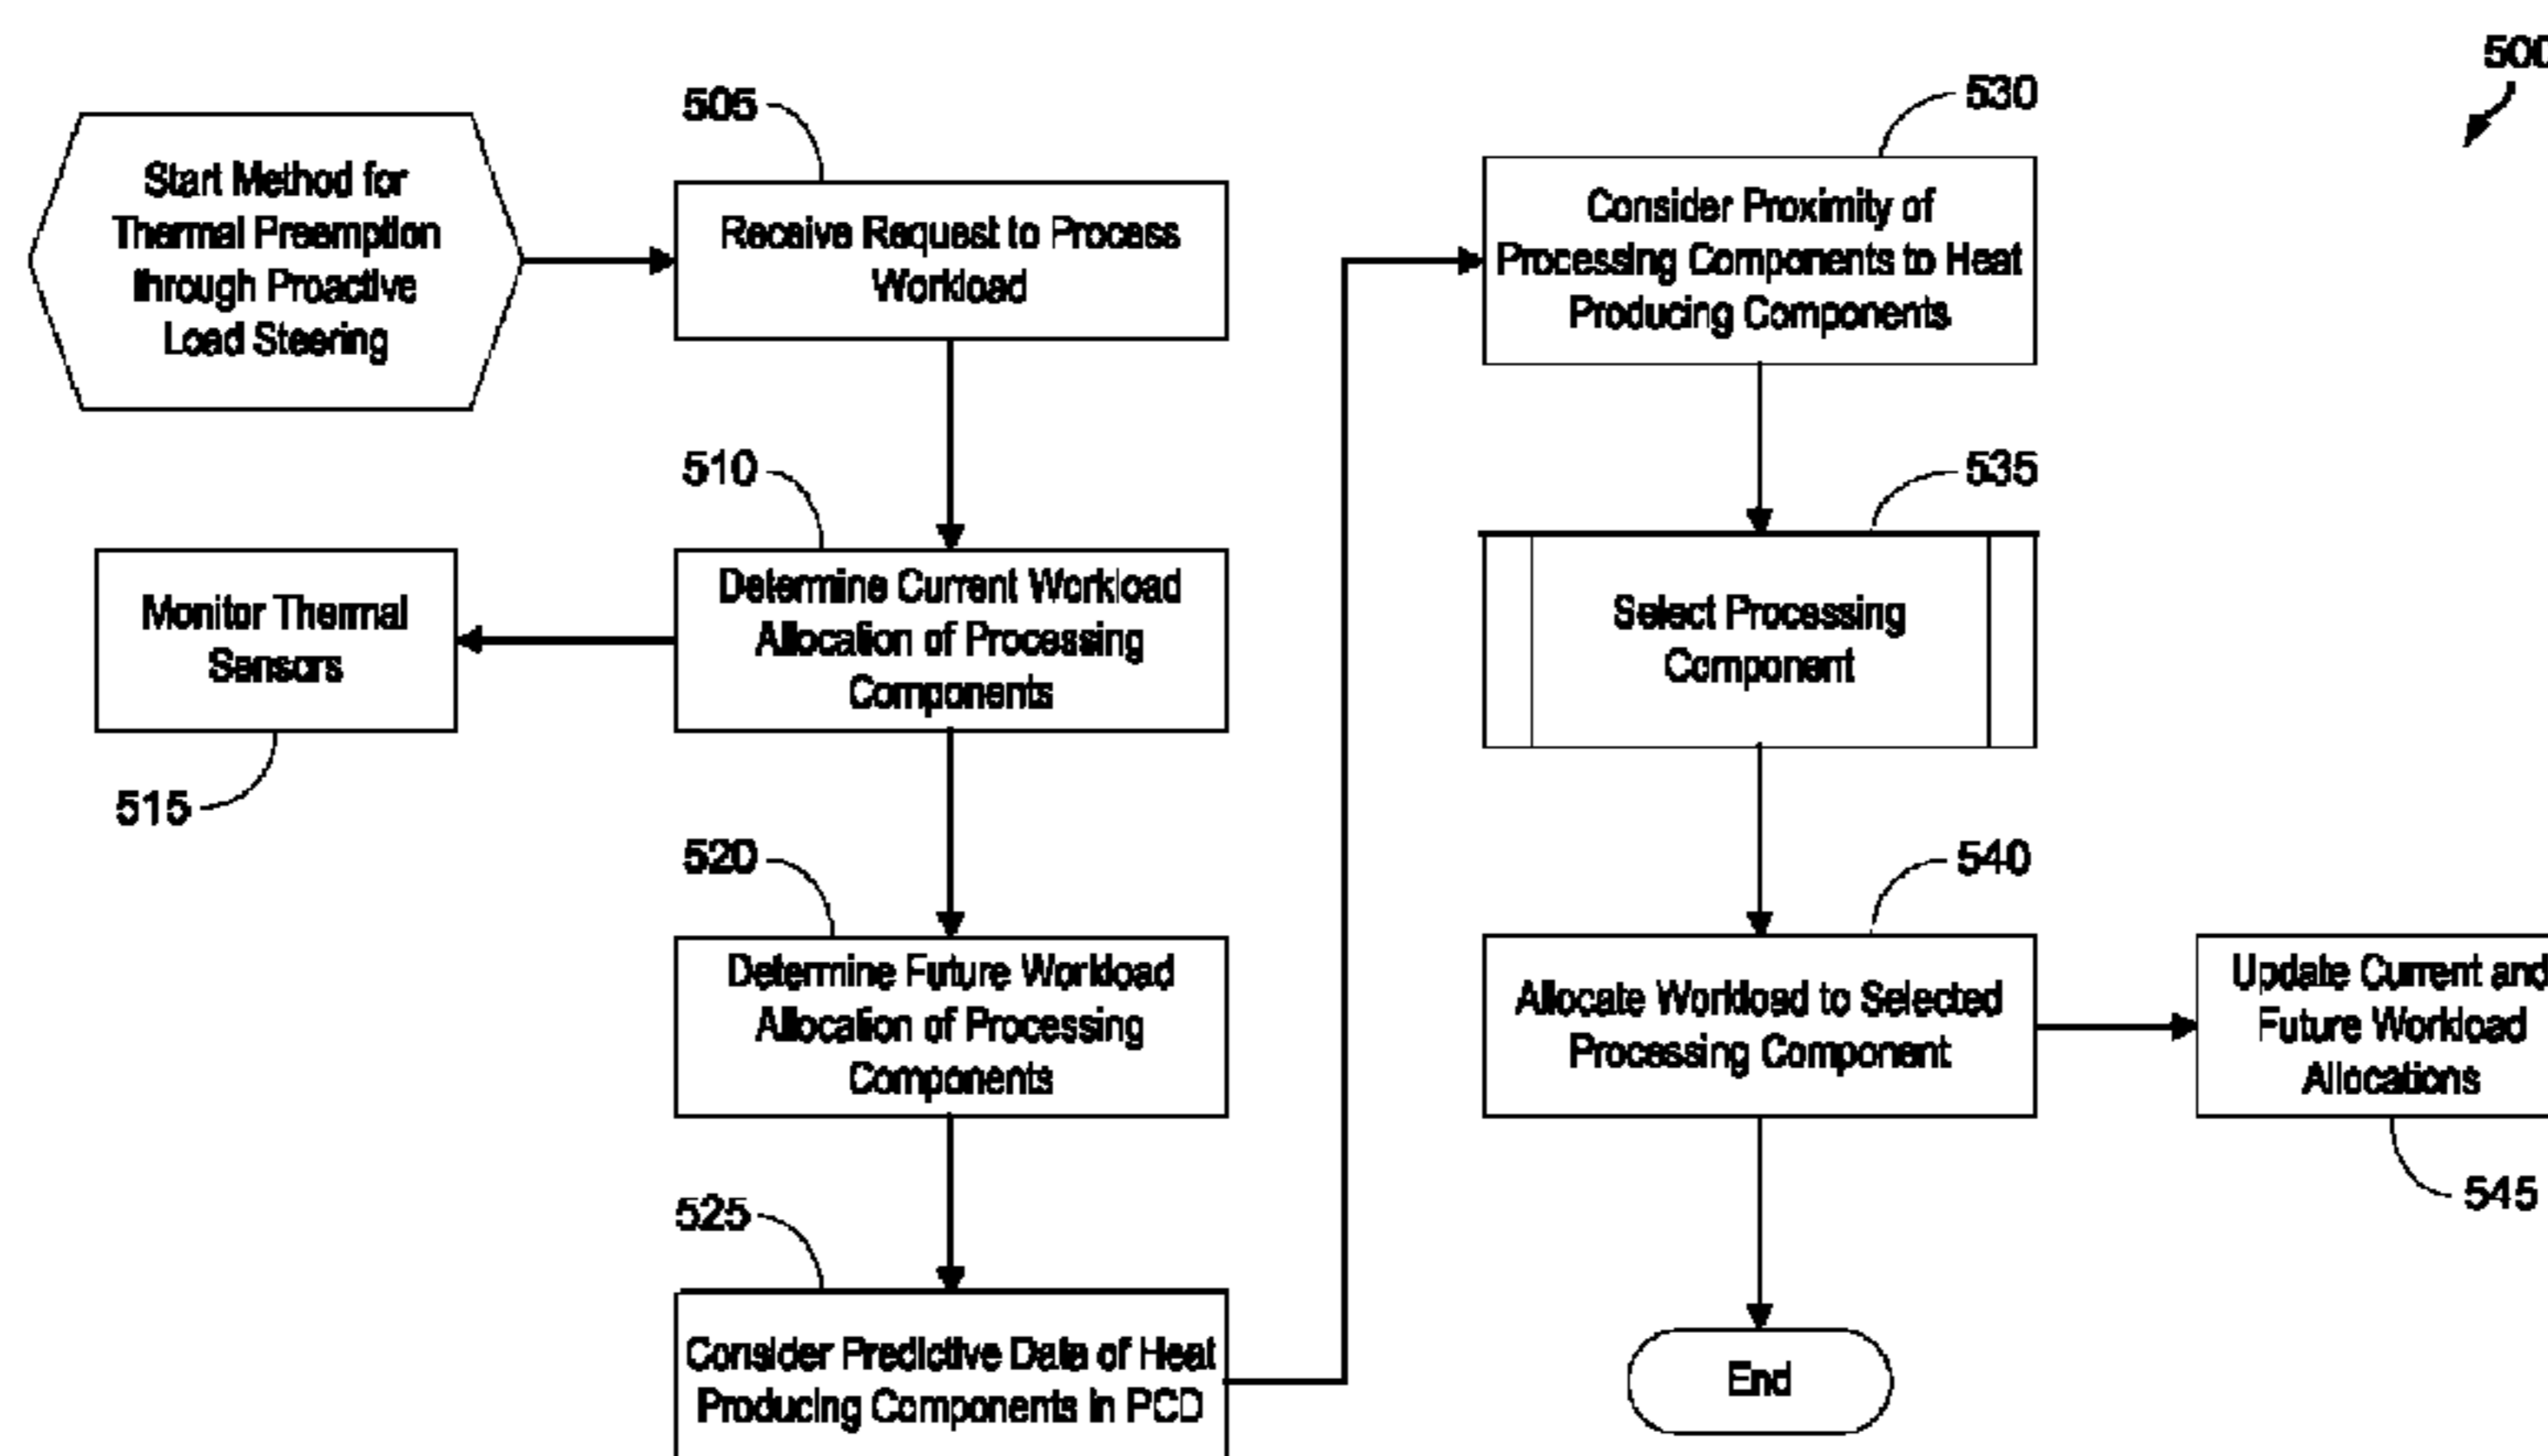 500
Start Method for
Thermal Preemption
through Proactive
Load Steering
505
Receive Request to Process
Workload
510
Determine Current Workload
Allocation of Processing
Components
Monitor Thermal
Sensors
515
520
Determine Future Workload
Allocation of Processing
Components
525
Consider Predictive Data of Heat
Producing Components in PCD
530
Consider Proximity of
Processing Components to Heat
Producing Components
535
Select Processing
Component
540
Allocate Workload to Selected
Processing Component
Update Current and
Future Workload
Allocations
545
End